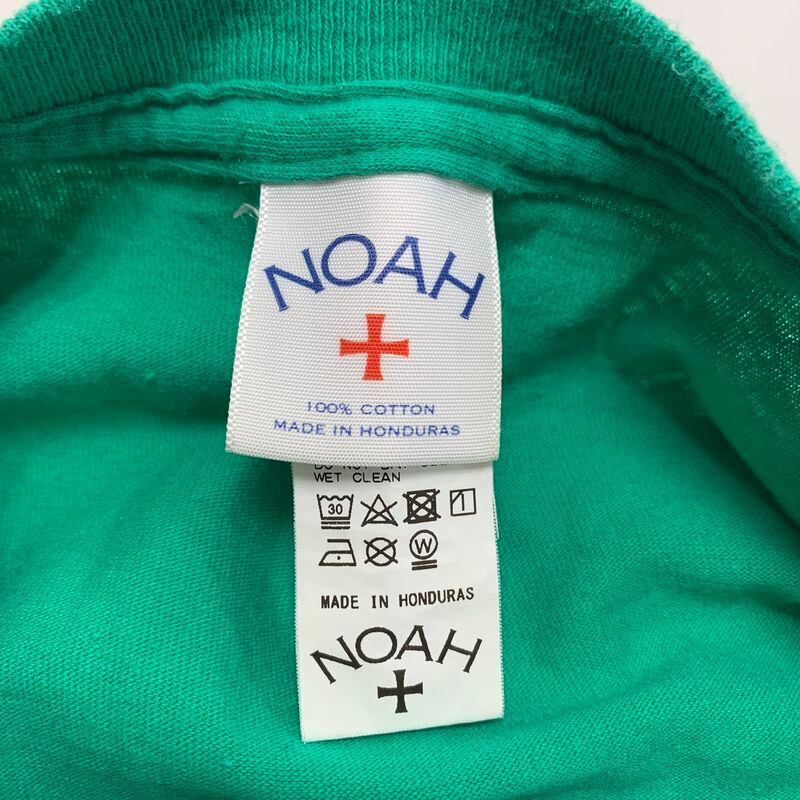 NOAH
100% COTTON
MADE IN HONDURAS
WET CLEAN
30
W
MADE IN HONDURAS
NOAH